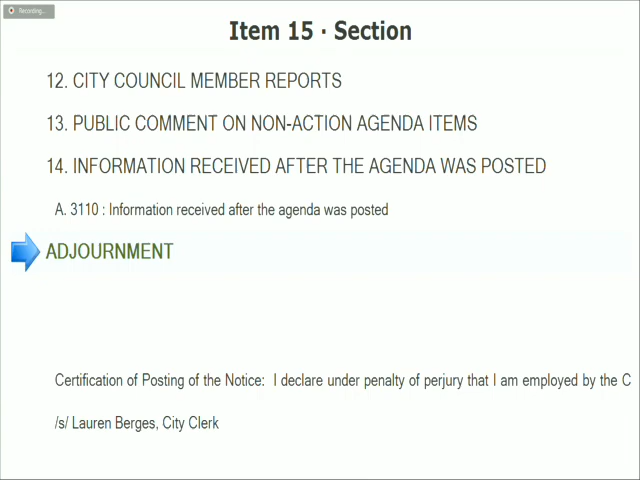 Recording...
Item 15 · Section
12. CITY COUNCIL MEMBER REPORTS
13. PUBLIC COMMENT ON NON-ACTION AGENDA ITEMS
14. INFORMATION RECEIVED AFTER THE AGENDA WAS POSTED
A. 3110 : Information received after the agenda was posted
ADJOURNMENT
Certification of Posting of the Notice: I declare under penalty of perjury that I am employed by the C
/s/ Lauren Berges, City Clerk